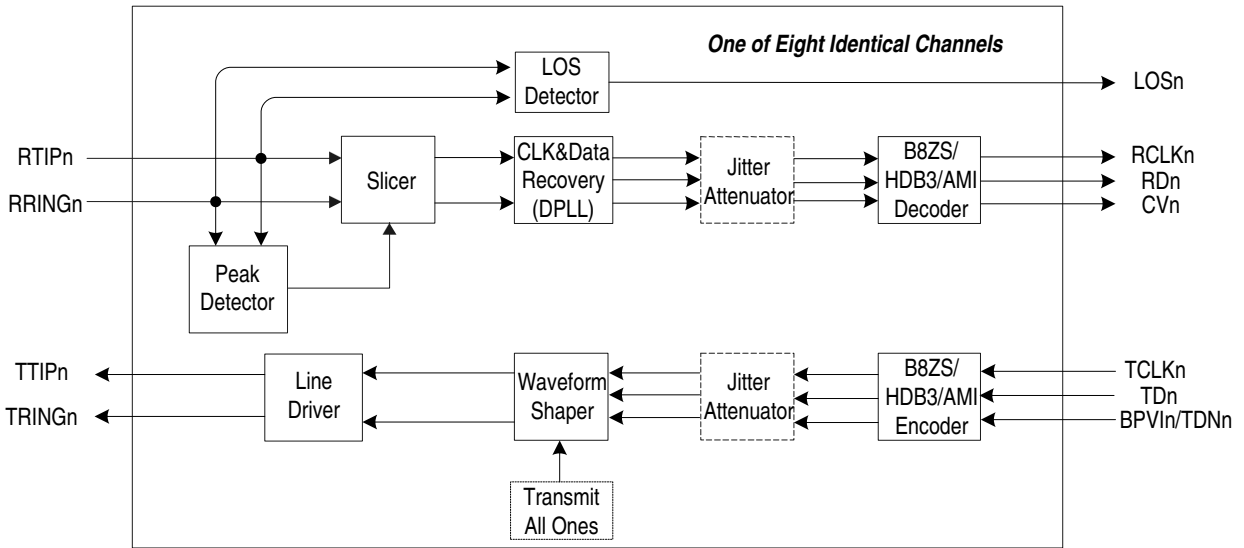 One of Eight Identical Channels
LOS
Detector
LOSn
RTIPn
RRINGn
Slicer
CLK&Data
Recovery
(DPLL)
Jitter
Attenuator
B8ZS/
HDB3/AMI
Decoder
RCLKn
RDn
CVn
Peak
Detector
TTIPn
TRINGn
Line
Driver
Waveform
Shaper
Jitter
Attenuator
B8ZS/
HDB3/AMI
Encoder
TCLKn
TDn
BPVIn/TDNn
Transmit
All Ones